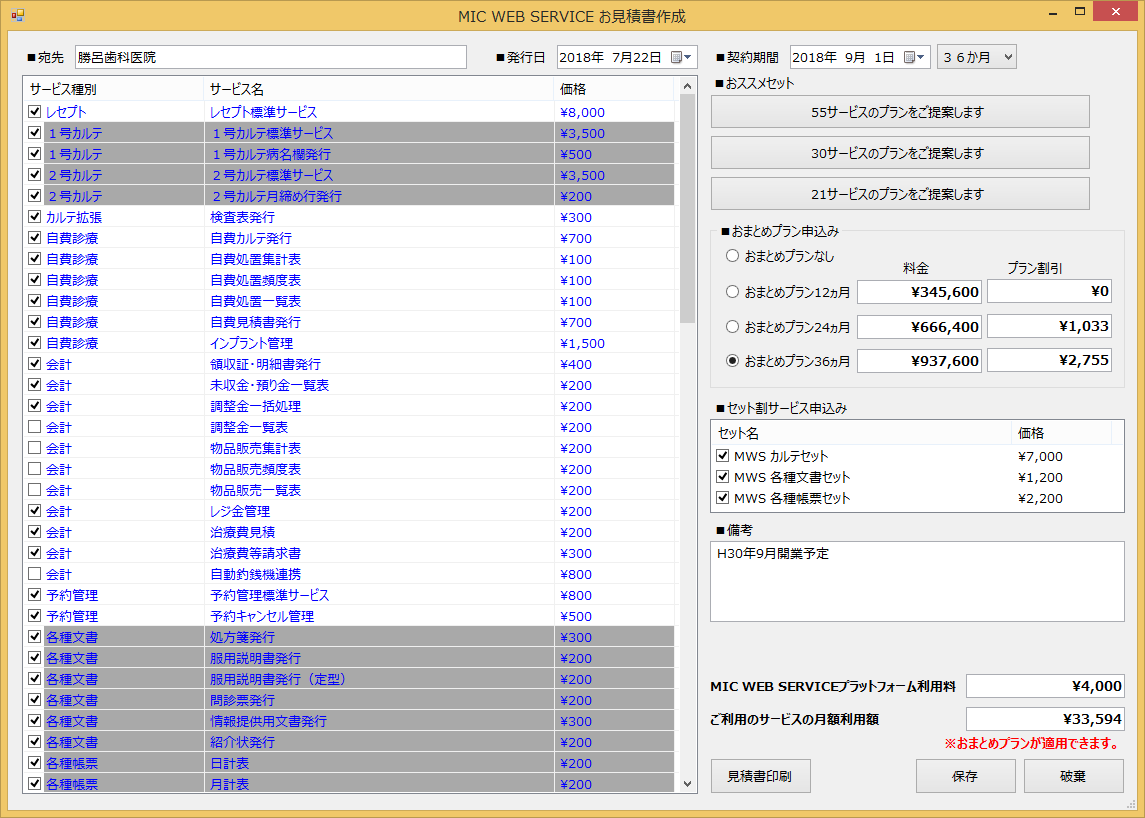 MIC WEB SERVICE お見積書作成
■宛先 勝呂歯科医院 ■発行日 2018年 7月22日 ■契約期間 2018年 9月 1日 36か月
サービス種別 サービス名 価格
レセプト レセプト標準サービス ¥8,000
1号カルテ 1号カルテ標準サービス ¥3,500
1号カルテ 1号カルテ病名欄発行 ¥500
2号カルテ 2号カルテ標準サービス ¥3,500
2号カルテ 2号カルテ月締め行発行 ¥200
カルテ拡張 検査表発行 ¥300
自費診療 自費カルテ発行 ¥700
自費診療 自費処置集計表 ¥100
自費診療 自費処置頻度表 ¥100
自費診療 自費処置一覧表 ¥100
自費診療 自費見積書発行 ¥700
自費診療 インプラント管理 ¥1,500
会計 領収証・明細書発行 ¥400
会計 未収金・預り金一覧表 ¥200
会計 調整金一括処理 ¥200
会計 調整金一覧表 ¥200
会計 物品販売集計表 ¥200
会計 物品販売頻度表 ¥200
会計 物品販売一覧表 ¥200
会計 レジ金管理 ¥200
会計 治療費見積 ¥200
会計 治療費等請求書 ¥300
会計 自動釣銭機連携 ¥800
予約管理 予約管理標準サービス ¥800
予約管理 予約キャンセル管理 ¥500
各種文書 処方箋発行 ¥300
各種文書 服用説明書発行 ¥200
各種文書 服用説明書発行（定型） ¥200
各種文書 問診票発行 ¥200
各種文書 情報提供用文書発行 ¥300
各種文書 紹介状発行 ¥200
各種帳票 日計表 ¥200
各種帳票 月計表 ¥200
■おススメセット
55サービスのプランをご提案します
30サービスのプランをご提案します
21サービスのプランをご提案します
■おまとめプラン申込み
おまとめプランなし
料金 プラン割引
おまとめプラン12ヵ月 ¥345,600 ¥0
おまとめプラン24ヵ月 ¥666,400 ¥1,033
おまとめプラン36ヵ月 ¥937,600 ¥2,755
■セット割サービス申込み
セット名 価格
MWS カルテセット ¥7,000
MWS 各種文書セット ¥1,200
MWS 各種帳票セット ¥2,200
■備考
H30年9月開業予定
MIC WEB SERVICEプラットフォーム利用料 ¥4,000
ご利用のサービスの月額利用額 ¥33,594
※おまとめプランが適用できます。
見積書印刷 保存 破棄